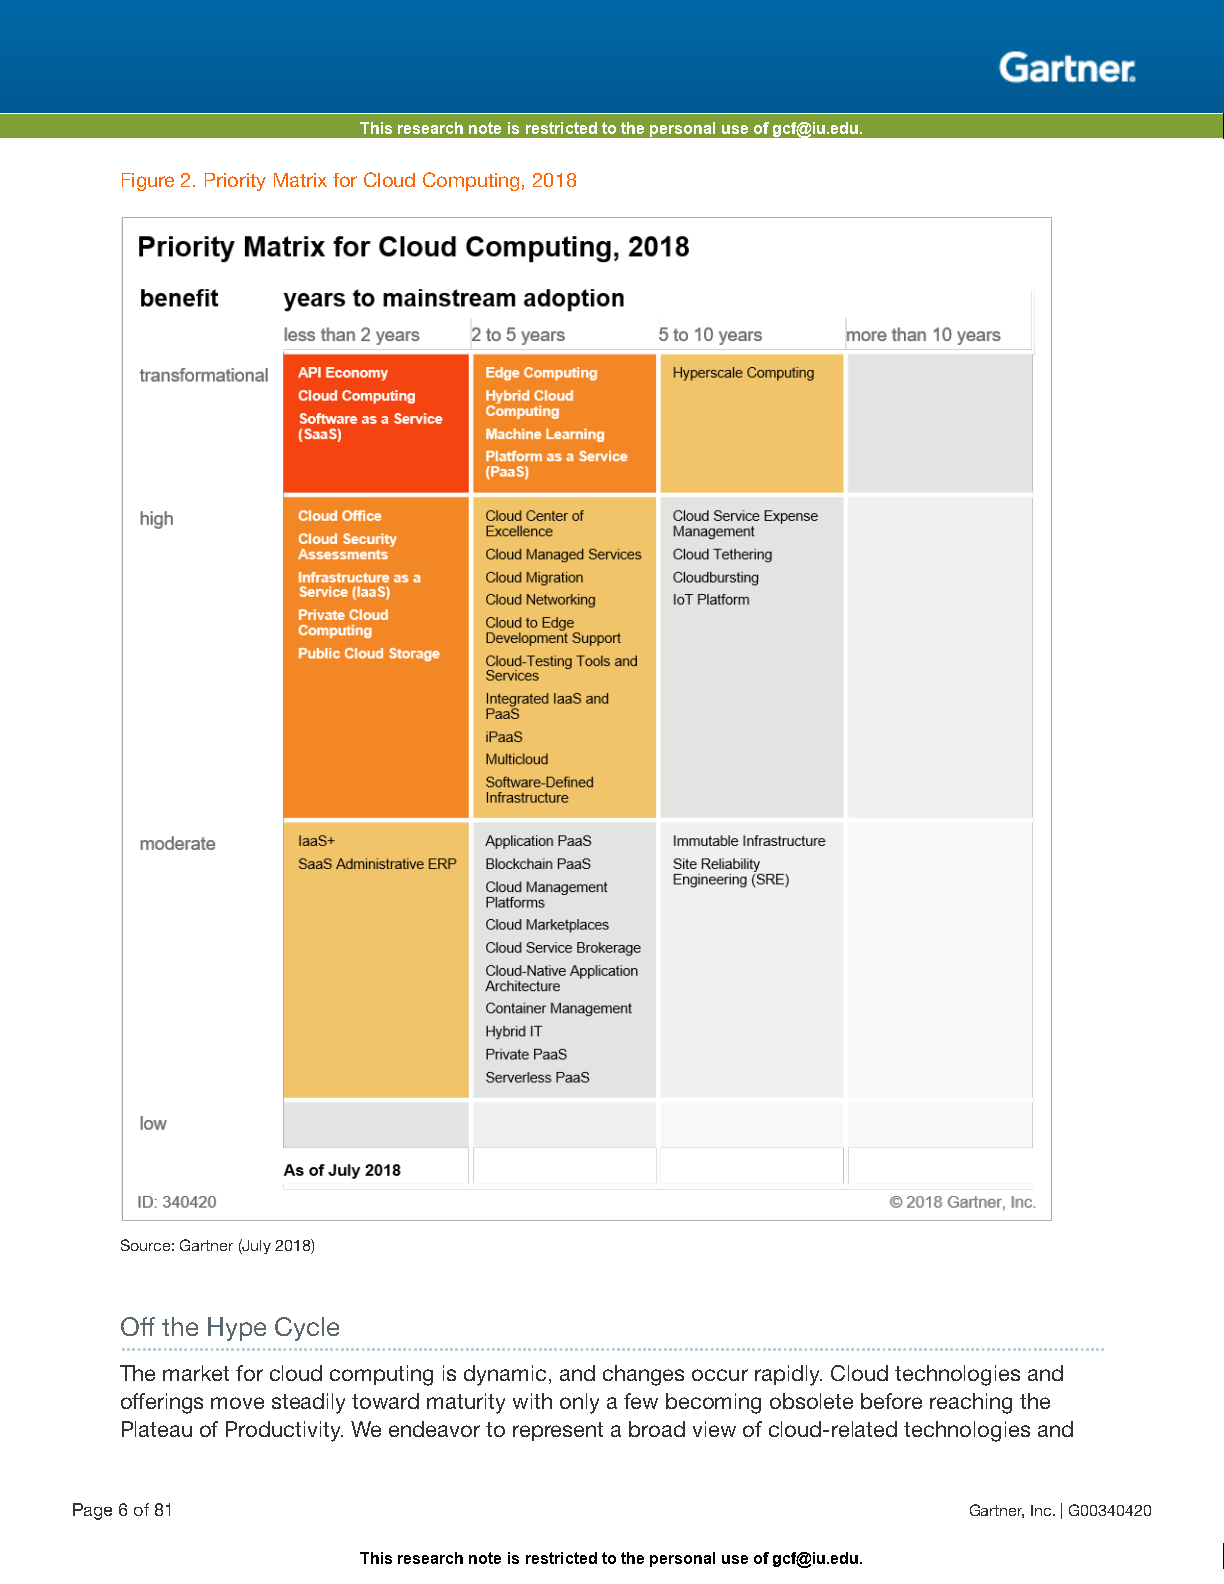 Gartner.
This research note is restricted to the personal use of gcf@iu.edu.
Figure 2. Priority Matrix for Cloud Computing, 2018
Priority Matrix for Cloud Computing, 2018
benefit years to mainstream adoption
less than 2 years 2 to 5 years 5 to 10 years more than 10 years
transformational
API Economy
Cloud Computing
Software as a Service
(SaaS)
Edge Computing
Hybrid Cloud
Computing
Machine Learning
Platform as a Service
(PaaS)
Hyperscale Computing
high
Cloud Office
Cloud Security
Assessments
Infrastructure as a
Service (IaaS)
Private Cloud
Computing
Public Cloud Storage
Cloud Center of
Excellence
Cloud Managed Services
Cloud Migration
Cloud Networking
Cloud to Edge
Development Support
Cloud-Testing Tools and
Services
Integrated IaaS and
PaaS
iPaaS
Multicloud
Software-Defined
Infrastructure
Cloud Service Expense
Management
Cloud Tethering
Cloudbursting
IoT Platform
moderate
IaaS+
SaaS Administrative ERP
Application PaaS
Blockchain PaaS
Cloud Management
Platforms
Cloud Marketplaces
Cloud Service Brokerage
Cloud-Native Application
Architecture
Container Management
Hybrid IT
Private PaaS
Serverless PaaS
Immutable Infrastructure
Site Reliability
Engineering (SRE)
low
As of July 2018
ID: 340420 © 2018 Gartner, Inc.
Source: Gartner (July 2018)
Off the Hype Cycle
The market for cloud computing is dynamic, and changes occur rapidly. Cloud technologies and
offerings move steadily toward maturity with only a few becoming obsolete before reaching the
Plateau of Productivity. We endeavor to represent a broad view of cloud-related technologies and
Page 6 of 81 Gartner, Inc. | G00340420
This research note is restricted to the personal use of gcf@iu.edu.